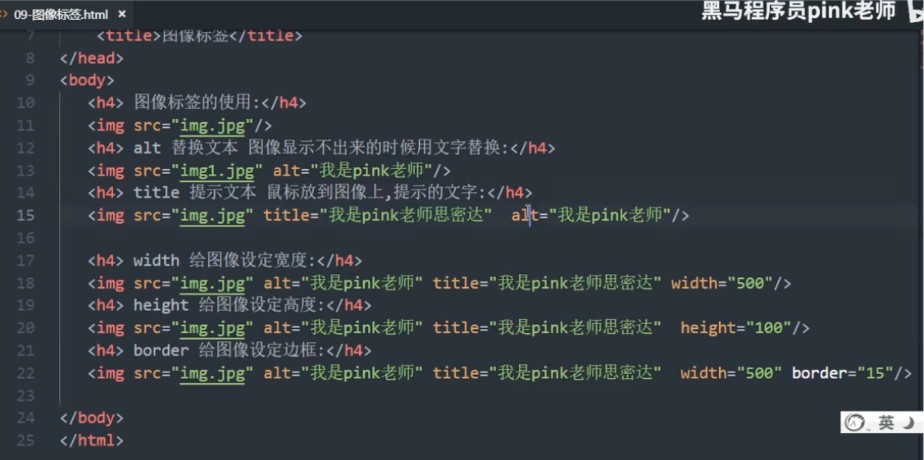 09-图像标签.html ×
黑马程序员pink老师
7 <title>图像标签</title>
8 </head>
9 <body>
10 <h4> 图像标签的使用:</h4>
11 <img src="img.jpg"/>
12 <h4> alt 替换文本 图像显示不出来的时候用文字替换:</h4>
13 <img src="img1.jpg" alt="我是pink老师"/>
14 <h4> title 提示文本 鼠标放到图像上,提示的文字:</h4>
15 <img src="img.jpg" title="我是pink老师思密达" alt="我是pink老师"/>
16
17 <h4> width 给图像设定宽度:</h4>
18 <img src="img.jpg" alt="我是pink老师" title="我是pink老师思密达" width="500"/>
19 <h4> height 给图像设定高度:</h4>
20 <img src="img.jpg" alt="我是pink老师" title="我是pink老师思密达" height="100"/>
21 <h4> border 给图像设定边框:</h4>
22 <img src="img.jpg" alt="我是pink老师" title="我是pink老师思密达" width="500" border="15"/>
23
24 </body>
25 </html>
英